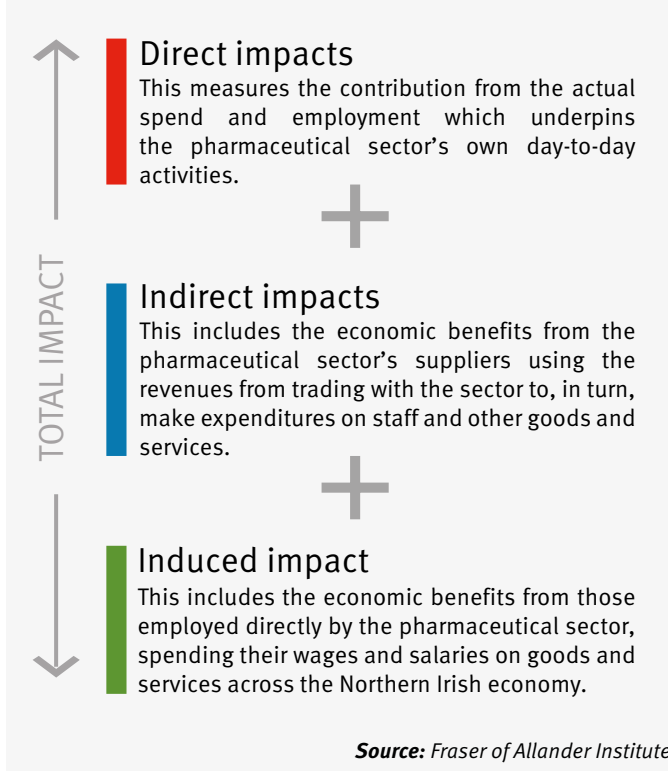 Direct impacts
This measures the contribution from the actual
spend and employment which underpins
the pharmaceutical sector’s own day-to-day
activities.
+
TOTAL IMPACT
Indirect impacts
This includes the economic benefits from the
pharmaceutical sector’s suppliers using the
revenues from trading with the sector to, in turn,
make expenditures on staff and other goods and
services.
+
Induced impact
This includes the economic benefits from those
employed directly by the pharmaceutical sector,
spending their wages and salaries on goods and
services across the Northern Irish economy.
Source: Fraser of Allander Institute